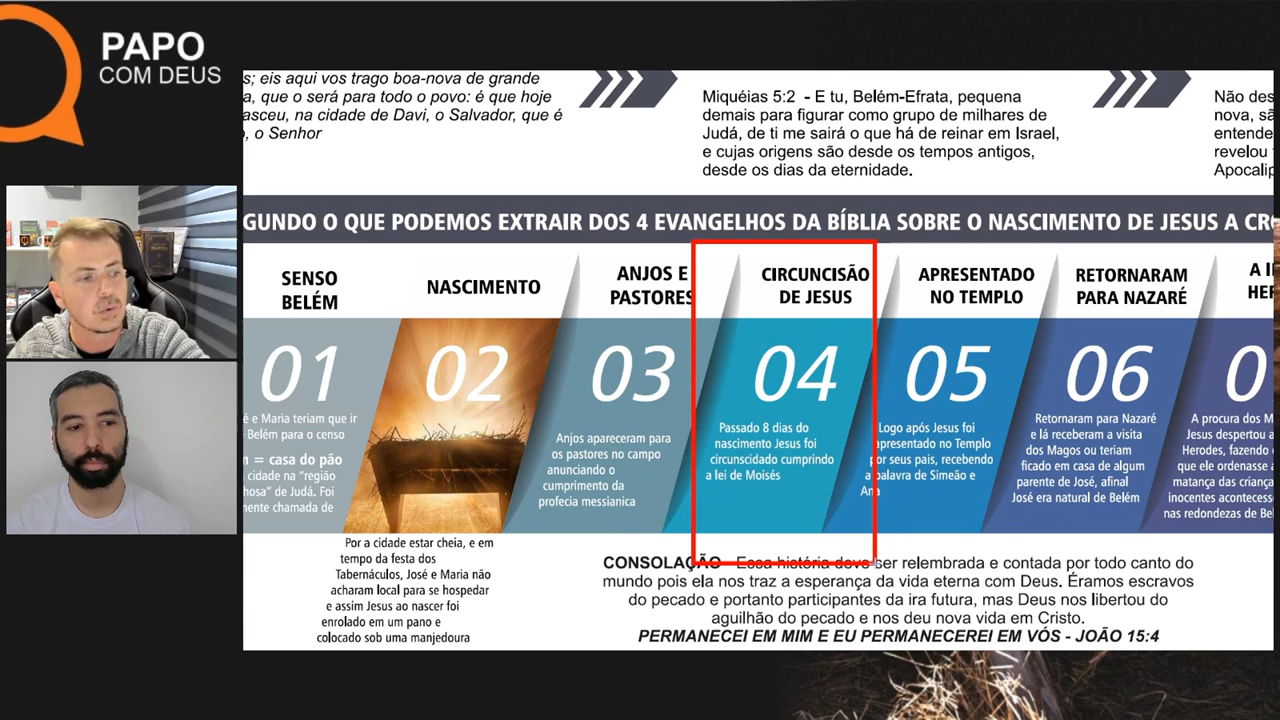 PAPO
COM DEUS
s; eis aqui vos trago boa-nova de grande
a, que o será para todo o povo: é que hoje
asceu, na cidade de Davi, o Salvador, que é
, o Senhor
Miquéias 5:2 - E tu, Belém-Efrata, pequena
demais para figurar como grupo de milhares de
Judá, de ti me sairá o que há de reinar em Israel,
e cujas origens são desde os tempos antigos,
desde os dias da eternidade.
Não des
nova, sã
entende
revelou
Apocalip
GUNDO O QUE PODEMOS EXTRAIR DOS 4 EVANGELHOS DA BÍBLIA SOBRE O NASCIMENTO DE JESUS A CR
SENSO
BELÉM
01
é e Maria teriam que ir
Belém para o censo
m = casa do pão
cidade na "região
hosa" de Judá. Foi
mente chamada de
NASCIMENTO
02
Por a cidade estar cheia, e em
tempo da festa dos
Tabernáculos, José e Maria não
acharam local para se hospedar
e assim Jesus ao nascer foi
enrolado em um pano e
colocado sob uma manjedoura
ANJOS E
PASTORES
03
Anjos apareceram para
os pastores no campo
anunciando o
cumprimento da
profecia messianica
CIRCUNCISÃO
DE JESUS
04
Passado 8 dias do
nascimento Jesus foi
circunscidado cumprindo
a lei de Moisés
APRESENTADO
NO TEMPLO
05
Logo após Jesus foi
apresentado no Templo
por seus pais, recebendo
a palavra de Simeão e
Ana
RETORNARAM
PARA NAZARÉ
06
Retornaram para Nazaré
e lá receberam a visita
dos Magos ou teriam
ficado em casa de algum
parente de José, afinal
José era natural de Belém
A I
HER
0
A procura dos M
Jesus despertou a
Herodes, fazendo
que ele ordenasse a
matança das criança
inocentes acontecess
nas redondezas de Bel
CONSOLAÇÃO - Essa história deve ser relembrada e contada por todo canto do
mundo pois ela nos traz a esperança da vida eterna com Deus. Éramos escravos
do pecado e portanto participantes da ira futura, mas Deus nos libertou do
aguilhão do pecado e nos deu nova vida em Cristo.
PERMANECEI EM MIM E EU PERMANECEREI EM VÓS - JOÃO 15:4